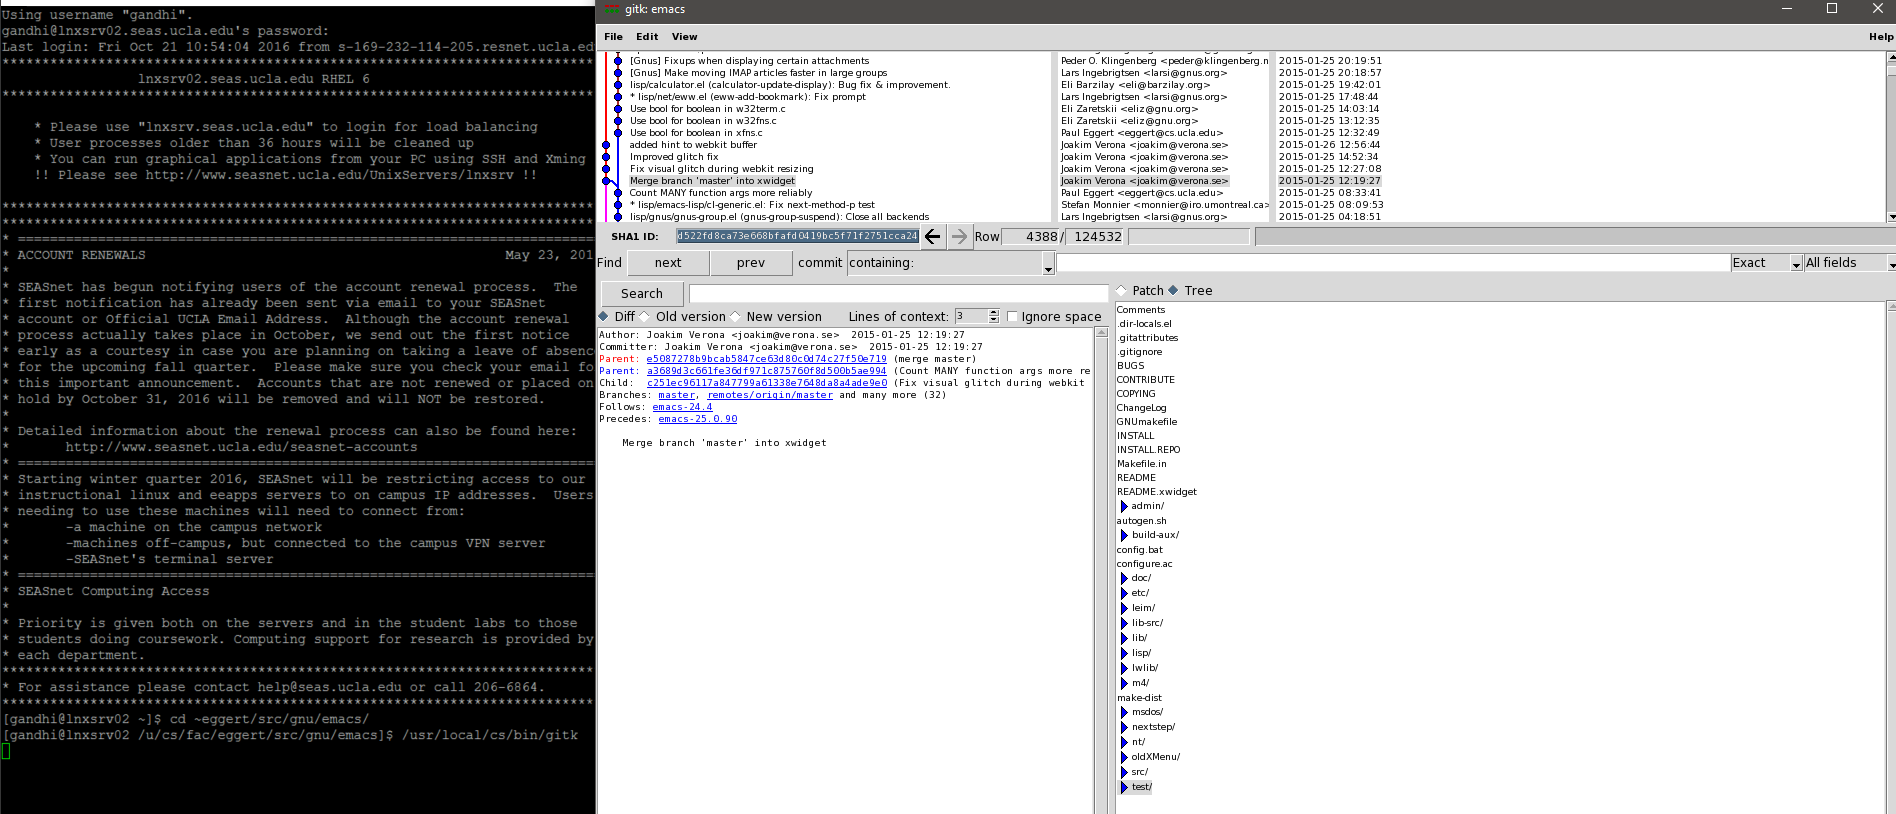 Using username "gandhi".
gandhi@lnxsrv02.seas.ucla.edu's password:
Last login: Fri Oct 21 10:54:04 2016 from s-169-232-114-205.resnet.ucla.ed
**************************************************************************
lnxsrv02.seas.ucla.edu RHEL 6
**************************************************************************
* Please use "lnxsrv.seas.ucla.edu" to login for load balancing
* User processes older than 36 hours will be cleaned up
* You can run graphical applications from your PC using SSH and Xming
!! Please see http://www.seasnet.ucla.edu/UnixServers/lnxsrv !!
**************************************************************************
**************************************************************************
* ========================================================================
* ACCOUNT RENEWALS May 23, 201
*
* SEASnet has begun notifying users of the account renewal process.  The
* first notification has already been sent via email to your SEASnet
* account or Official UCLA Email Address.  Although the account renewal
* process actually takes place in October, we send out the first notice
* early as a courtesy in case you are planning on taking a leave of absenc
* for the upcoming fall quarter.  Please make sure you check your email fo
* this important announcement.  Accounts that are not renewed or placed on
* hold by October 31, 2016 will be removed and will NOT be restored.
*
* Detailed information about the renewal process can also be found here:
* http://www.seasnet.ucla.edu/seasnet-accounts
* ========================================================================
* Starting winter quarter 2016, SEASnet will be restricting access to our
* instructional linux and eeapps servers to on campus IP addresses.  Users
* needing to use these machines will need to connect from:
* -a machine on the campus network
* -machines off-campus, but connected to the campus VPN server
* -SEASnet's terminal server
* ========================================================================
* SEASnet Computing Access
*
* Priority is given both on the servers and in the student labs to those
* students doing coursework. Computing support for research is provided by
* each department.
**************************************************************************
* For assistance please contact help@seas.ucla.edu or call 206-6864.
**************************************************************************
[gandhi@lnxsrv02 ~]$ cd ~eggert/src/gnu/emacs/
[gandhi@lnxsrv02 /u/cs/fac/eggert/src/gnu/emacs]$ /usr/local/cs/bin/gitk
gitk: emacs
File Edit View Help
[Gnus] Fixups when displaying certain attachments Peder O. Klingenberg <peder@klingenberg.n 2015-01-25 20:19:51
[Gnus] Make moving IMAP articles faster in large groups Lars Ingebrigtsen <larsi@gnus.org> 2015-01-25 20:18:57
lisp/calculator.el (calculator-update-display): Bug fix & improvement. Eli Barzilay <eli@barzilay.org> 2015-01-25 19:42:01
* lisp/net/eww.el (eww-add-bookmark): Fix prompt Lars Ingebrigtsen <larsi@gnus.org> 2015-01-25 17:48:44
Use bool for boolean in w32term.c Eli Zaretskii <eliz@gnu.org> 2015-01-25 14:03:14
Use bool for boolean in w32fns.c Eli Zaretskii <eliz@gnu.org> 2015-01-25 13:12:35
Use bool for boolean in xfns.c Paul Eggert <eggert@cs.ucla.edu> 2015-01-25 12:32:49
added hint to webkit buffer Joakim Verona <joakim@verona.se> 2015-01-26 12:56:44
Improved glitch fix Joakim Verona <joakim@verona.se> 2015-01-25 14:52:34
Fix visual glitch during webkit resizing Joakim Verona <joakim@verona.se> 2015-01-25 12:27:08
Merge branch 'master' into xwidget Joakim Verona <joakim@verona.se> 2015-01-25 12:19:27
Count MANY function args more reliably Paul Eggert <eggert@cs.ucla.edu> 2015-01-25 08:33:41
* lisp/emacs-lisp/cl-generic.el: Fix next-method-p test Stefan Monnier <monnier@iro.umontreal.ca> 2015-01-25 08:09:53
lisp/gnus/gnus-group.el (gnus-group-suspend): Close all backends Lars Ingebrigtsen <larsi@gnus.org> 2015-01-25 04:18:51
SHA1 ID: d522fd8ca73e668bfafd0419bc5f71f2751cca24 Row 4388 / 124532
Find next prev commit containing: Exact All fields
Search
Diff Old version New version Lines of context: 3 Ignore space
Author: Joakim Verona <joakim@verona.se>  2015-01-25 12:19:27
Committer: Joakim Verona <joakim@verona.se>  2015-01-25 12:19:27
Parent: e5087278b9bcab5847ce63d80c0d74c27f50e719 (merge master)
Parent: a3689d3c661fe36df971c875760f8d500b5ae994 (Count MANY function args more re
Child:  c251ec96117a847799a61338e7648da8a4ade9e0 (Fix visual glitch during webkit
Branches: master, remotes/origin/master and many more (32)
Follows: emacs-24.4
Precedes: emacs-25.0.90
Merge branch 'master' into xwidget
Patch Tree
Comments
.dir-locals.el
.gitattributes
.gitignore
BUGS
CONTRIBUTE
COPYING
ChangeLog
GNUmakefile
INSTALL
INSTALL.REPO
Makefile.in
README
README.xwidget
admin/
autogen.sh
build-aux/
config.bat
configure.ac
doc/
etc/
leim/
lib-src/
lib/
lisp/
lwlib/
m4/
make-dist
msdos/
nextstep/
nt/
oldXMenu/
src/
test/